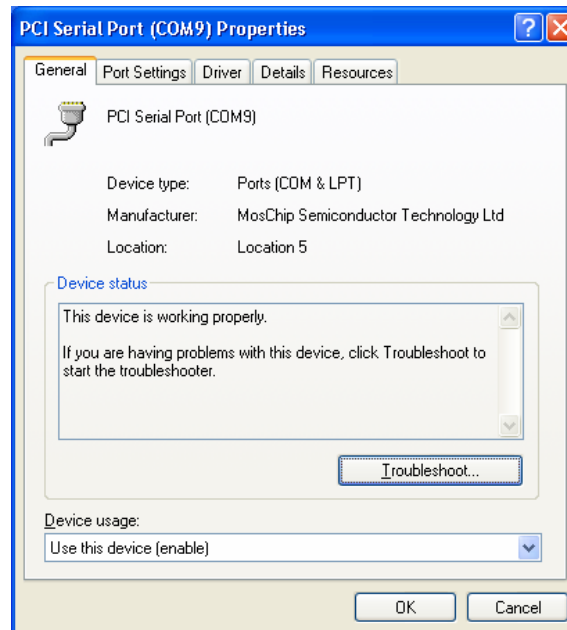 PCI Serial Port (COM9) Properties
General Port Settings Driver Details Resources
PCI Serial Port (COM9)
Device type: Ports (COM & LPT)
Manufacturer: MosChip Semiconductor Technology Ltd
Location: Location 5
Device status
This device is working properly.
If you are having problems with this device, click Troubleshoot to
start the troubleshooter.
Troubleshoot...
Device usage:
Use this device (enable)
OK Cancel